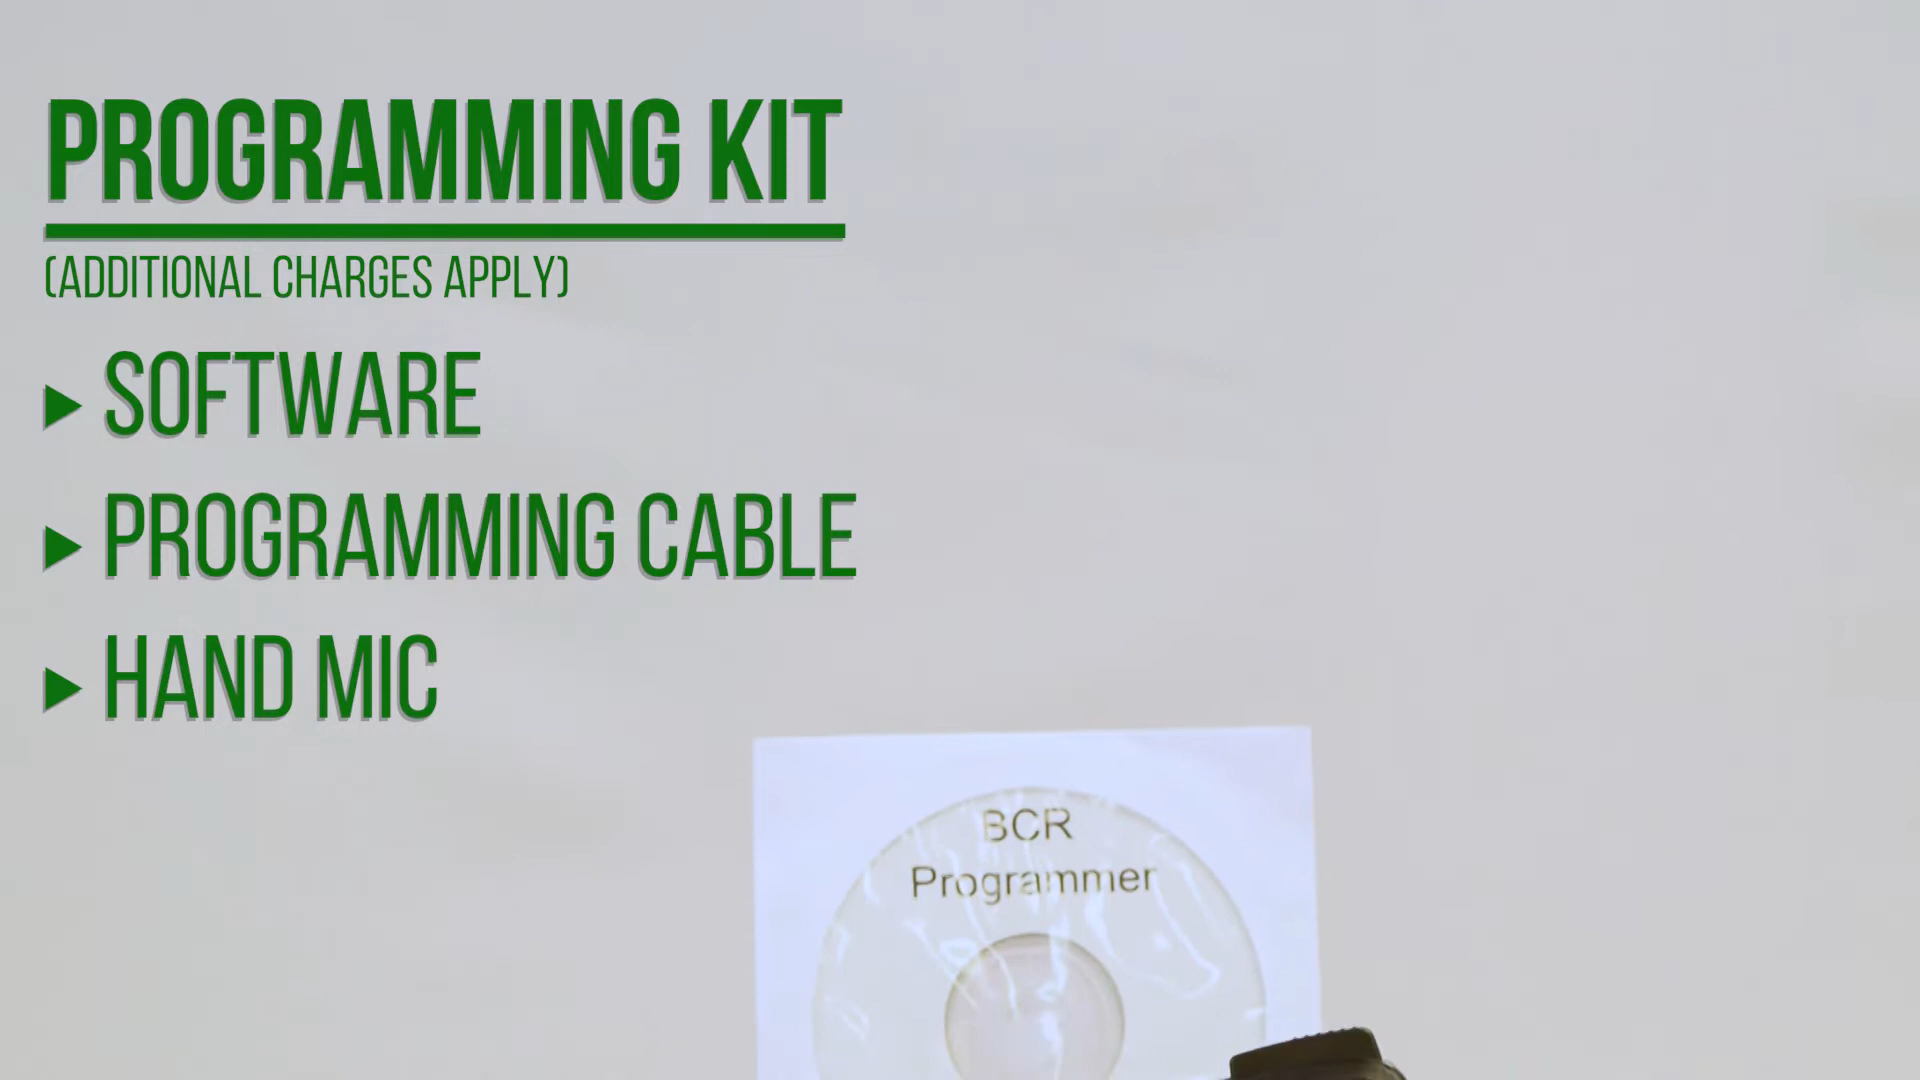 PROGRAMMING KIT
(ADDITIONAL CHARGES APPLY)
▶ SOFTWARE
▶ PROGRAMMING CABLE
▶ HAND MIC
BCR
Programmer